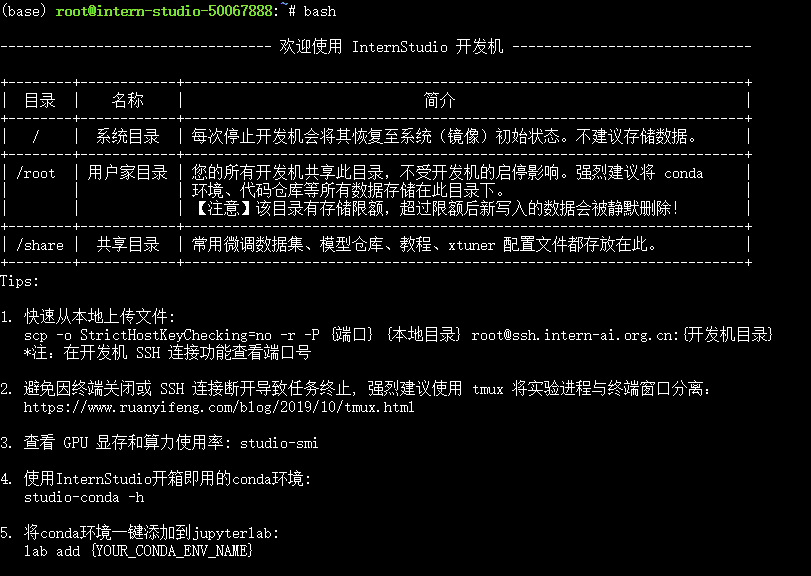 (base) root@intern-studio-50067888:~# bash
------------------------------ 欢迎使用 InternStudio 开发机 ------------------------------
+--------+------------+----------------------------------------------------------------------+
| 目录 | 名称 | 简介 |
+--------+------------+----------------------------------------------------------------------+
| / | 系统目录 | 每次停止开发机会将其恢复至系统（镜像）初始状态。不建议存储数据。 |
+--------+------------+----------------------------------------------------------------------+
| /root | 用户家目录 | 您的所有开发机共享此目录，不受开发机的启停影响。强烈建议将 conda |
| | | 环境、代码仓库等所有数据存储在此目录下。 |
| | | 【注意】该目录有存储限额，超过限额后新写入的数据会被静默删除！ |
+--------+------------+----------------------------------------------------------------------+
| /share | 共享目录 | 常用微调数据集、模型仓库、教程、xtuner 配置文件都存放在此。 |
+--------+------------+----------------------------------------------------------------------+
Tips:
1. 快速从本地上传文件:
scp -o StrictHostKeyChecking=no -r -P {端口} {本地目录} root@ssh.intern-ai.org.cn:{开发机目录}
*注: 在开发机 SSH 连接功能查看端口号
2. 避免因终端关闭或 SSH 连接断开导致任务终止, 强烈建议使用 tmux 将实验进程与终端窗口分离:
https://www.ruanyifeng.com/blog/2019/10/tmux.html
3. 查看 GPU 显存和算力使用率: studio-smi
4. 使用InternStudio开箱即用的conda环境:
studio-conda -h
5. 将conda环境一键添加到jupyterlab:
lab add {YOUR_CONDA_ENV_NAME}